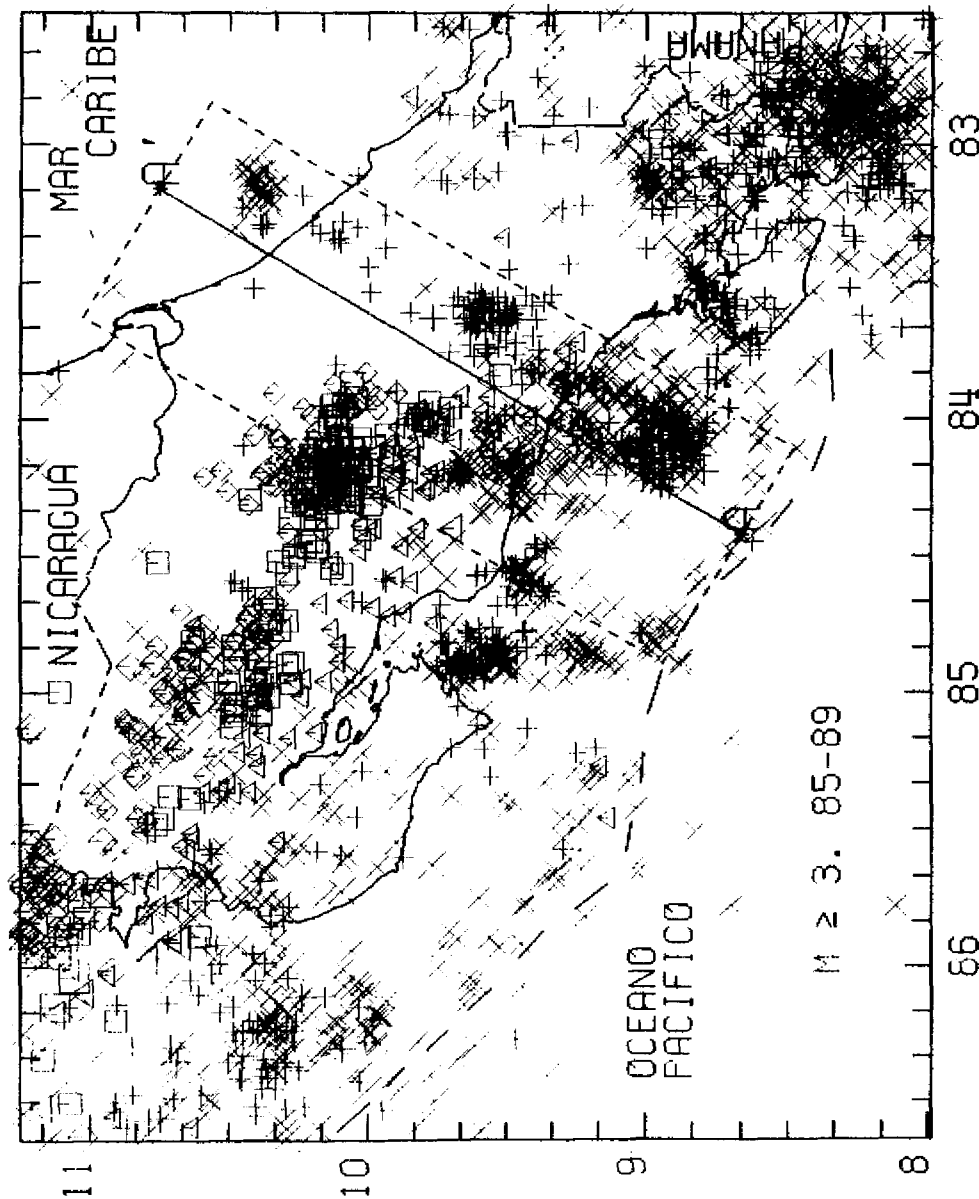 MAR
CARIBE
NICARAGUA
PANAMA
OCEANO
PACIFICO
M ≥ 3. 85-89
11
10
9
8
86
85
84
83